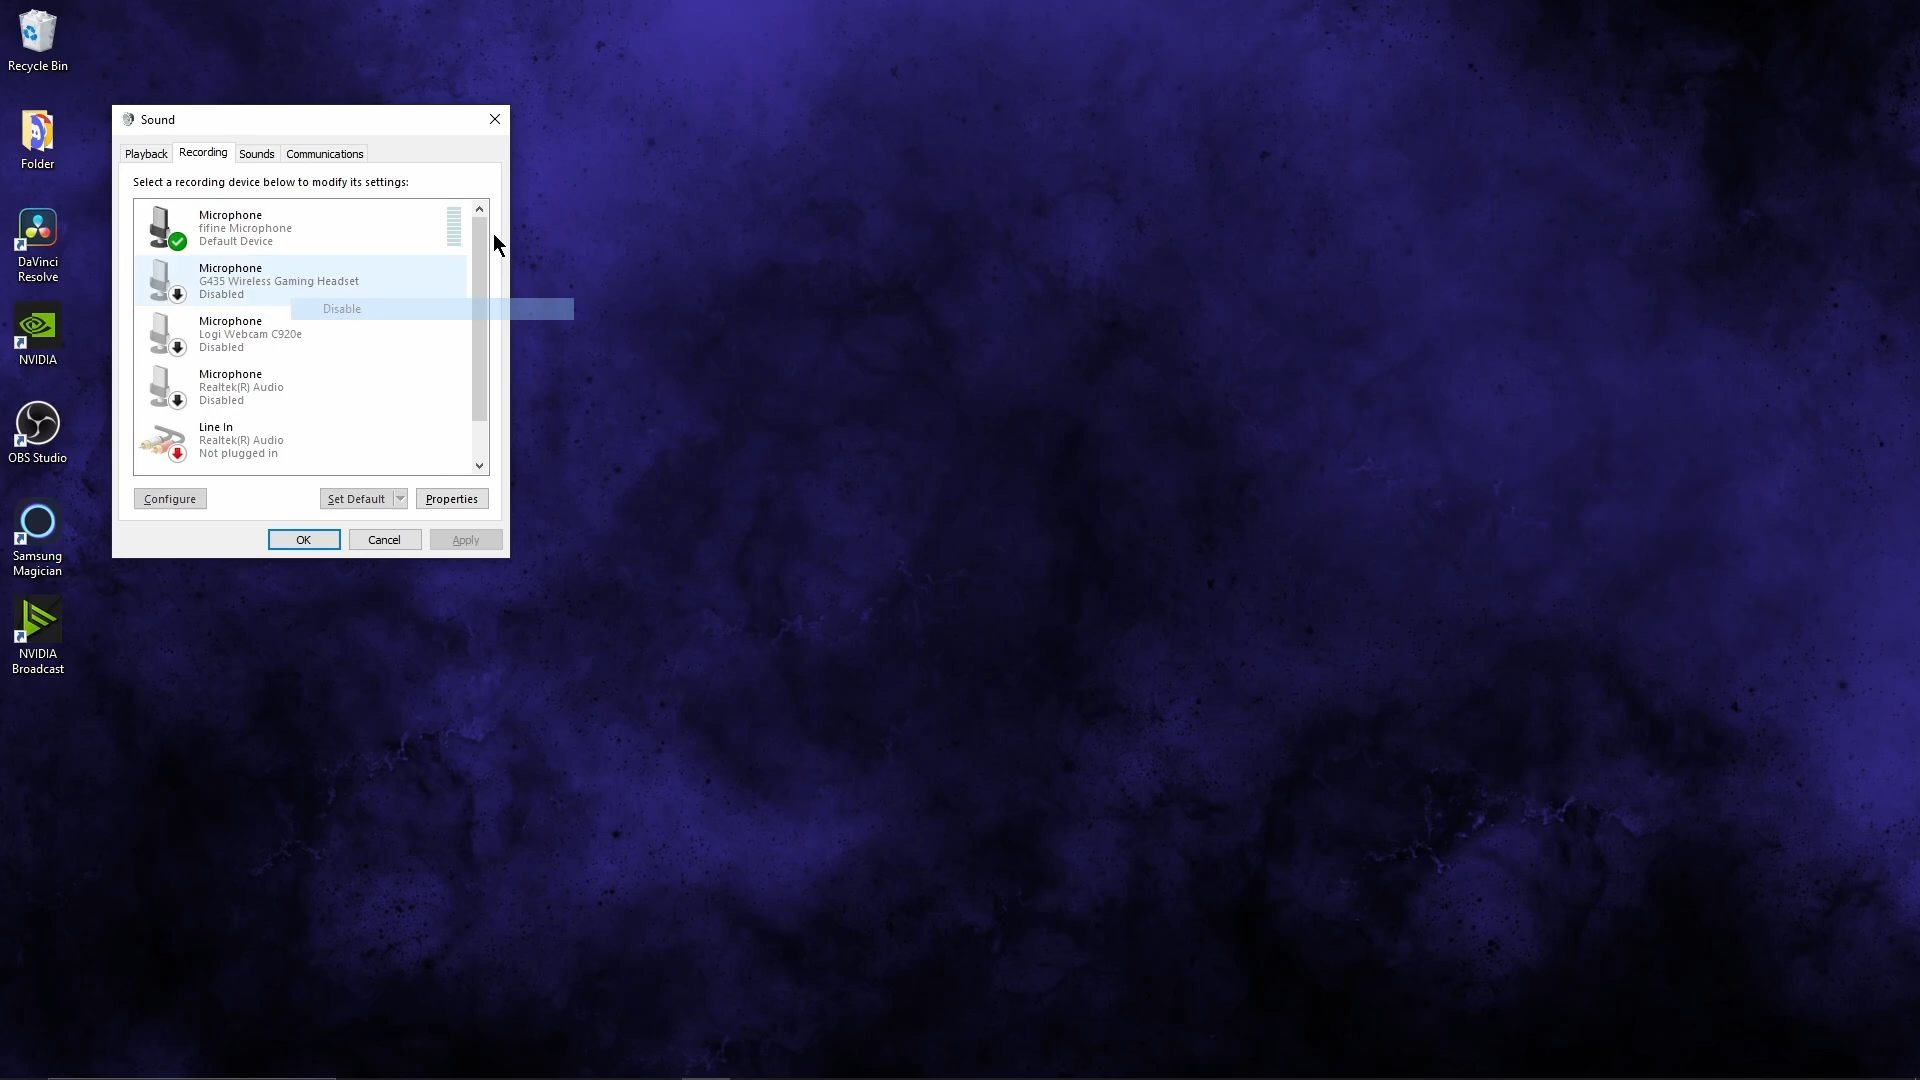 Recycle Bin
Folder
DaVinci
Resolve
NVIDIA
OBS Studio
Samsung
Magician
NVIDIA
Broadcast
Sound
Playback
Recording
Sounds
Communications
Select a recording device below to modify its settings:
Microphone
fifine Microphone
Default Device
Microphone
G435 Wireless Gaming Headset
Disabled
Disable
Microphone
Logi Webcam C920e
Disabled
Microphone
Realtek(R) Audio
Disabled
Line In
Realtek(R) Audio
Not plugged in
Configure
Set Default
Properties
OK
Cancel
Apply